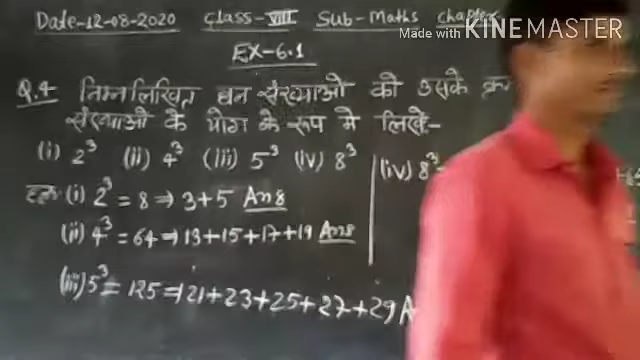 Date-12-08-2020 Class-VIII Sub-Maths Chapter
Made with KINEMASTER
EX-6.1
Q.4 निम्नलिखित घन संख्याओं को उसके
संख्याओ के योग के रूप मे लिखें-
(i) 2³ (ii) 4³ (iii) 5³ (iv) 8³
हल:(i) 2³ = 8 ⇒ 3+5 Ans
(ii) 4³ = 64 ⇒ 13+15+17+19 Ans
(iii) 5³ = 125 = 121+23+25+27+29 A
(iv) 8³